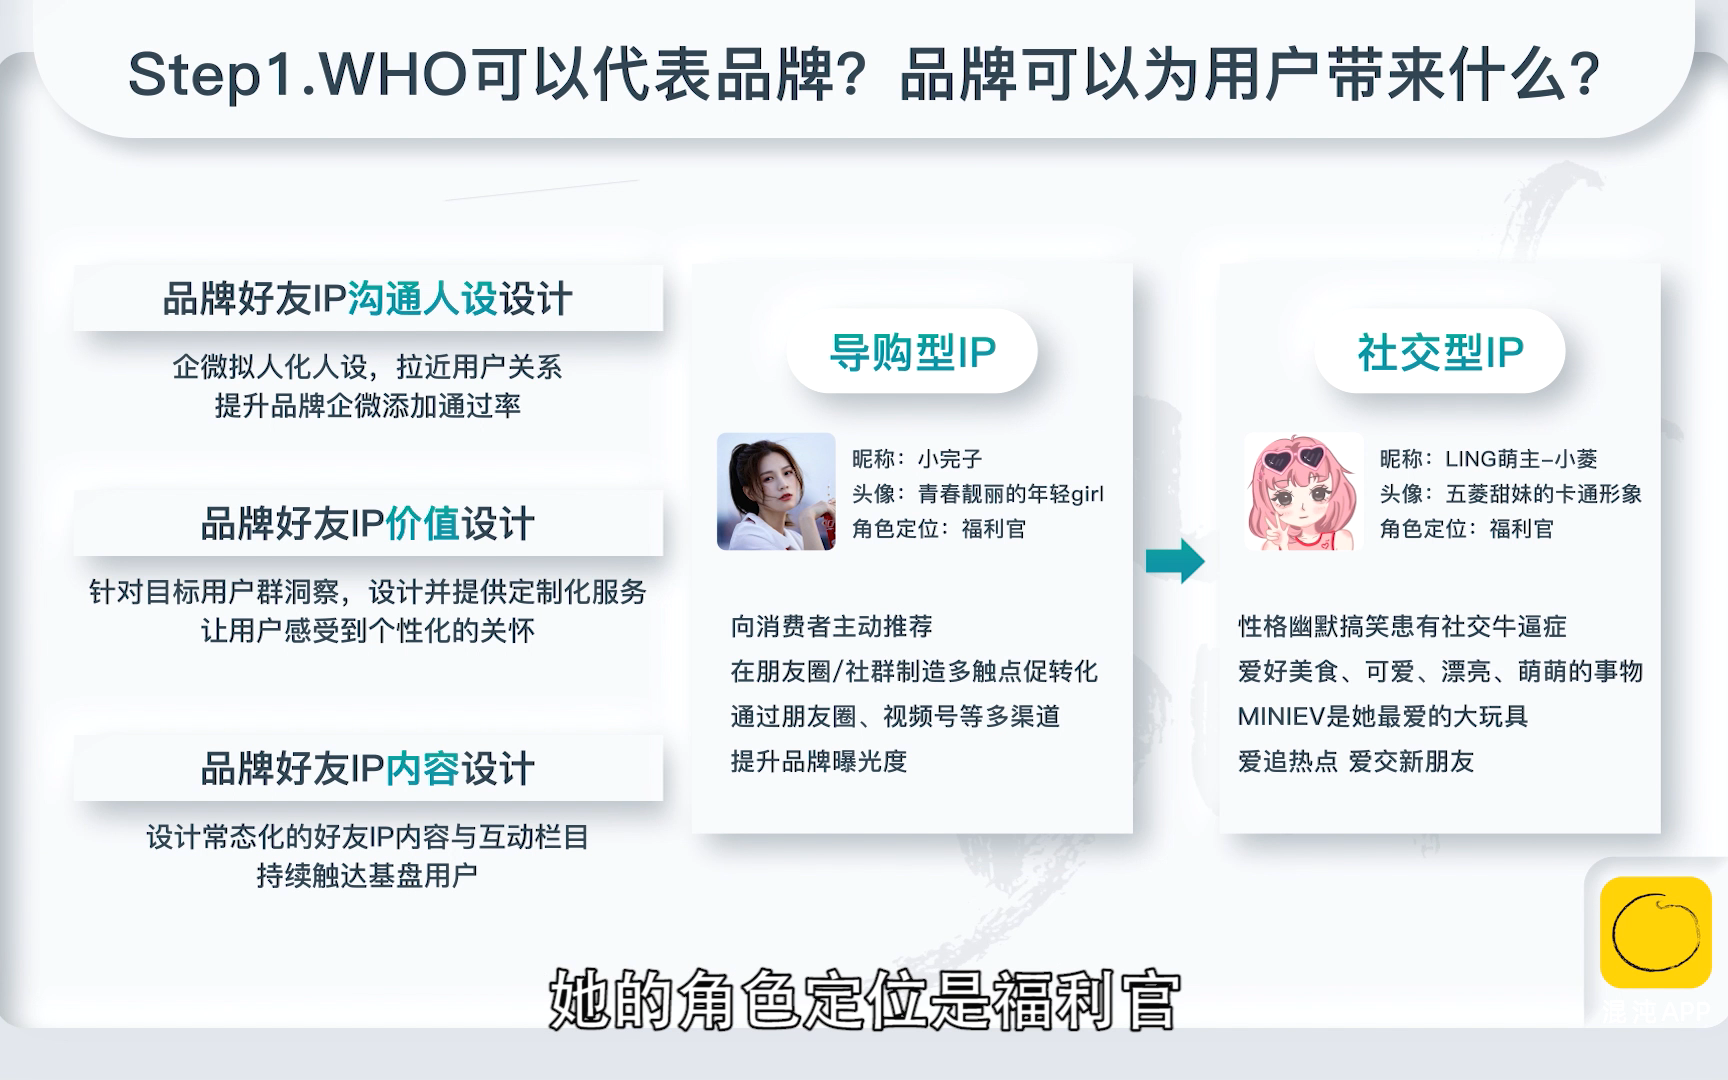 Step1.WHO可以代表品牌？品牌可以为用户带来什么？
品牌好友IP沟通人设设计
企微拟人化人设，拉近用户关系
提升品牌企微添加通过率
品牌好友IP价值设计
针对目标用户群洞察，设计并提供定制化服务
让用户感受到个性化的关怀
品牌好友IP内容设计
设计常态化的好友IP内容与互动栏目
持续触达基盘用户
导购型IP
昵称：小完子
头像：青春靓丽的年轻girl
角色定位：福利官
向消费者主动推荐
在朋友圈/社群制造多触点促转化
通过朋友圈、视频号等多渠道
提升品牌曝光度
社交型IP
昵称：LING萌主-小菱
头像：五菱甜妹的卡通形象
角色定位：福利官
性格幽默搞笑患有社交牛逼症
爱好美食、可爱、漂亮、萌萌的事物
MINIEV是她最爱的大玩具
爱追热点 爱交新朋友
她的角色定位是福利官
混沌APP